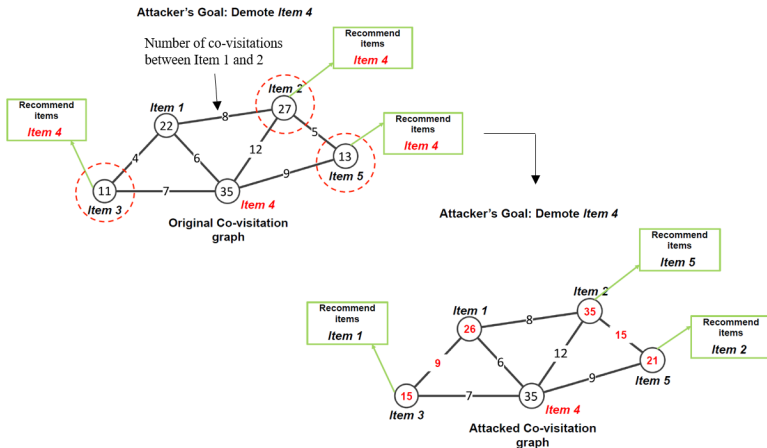 Attacker's Goal: Demote Item 4
Number of co-visitations
between Item 1 and 2
Recommend
items
Item 4
Item 2
27
Item 1
22
8
Recommend
items
Item 4
5
Recommend
items
Item 4
13
Item 5
4
6
12
9
11
Item 3
7
35
Item 4
Original Co-visitation
graph
Attacker's Goal: Demote Item 4
Recommend
items
Item 5
Item 2
35
Item 1
26
8
Recommend
items
Item 1
15
Recommend
items
Item 2
21
Item 5
9
6
12
9
15
Item 3
7
35
Item 4
Attacked Co-visitation
graph